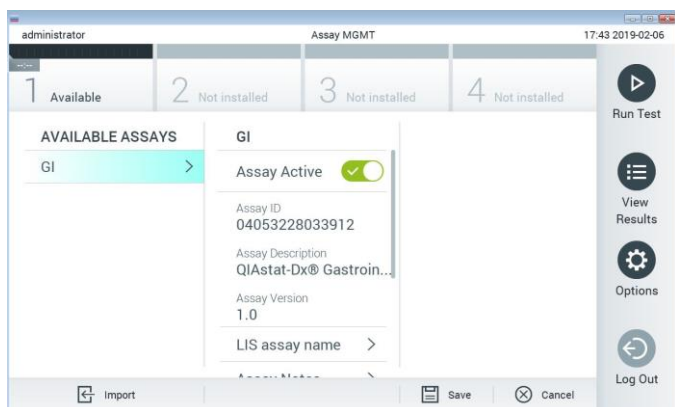 administrator Assay MGMT 17:43 2019-02-06
--:--
1 Available 2 Not installed 3 Not installed 4 Not installed
Run Test
AVAILABLE ASSAYS GI
GI > Assay Active
Assay ID
04053228033912
Assay Description
QIAstat-Dx® Gastroin...
Assay Version
1.0
LIS assay name >
Assay Notes
View
Results
Options
Log Out
Import Save Cancel